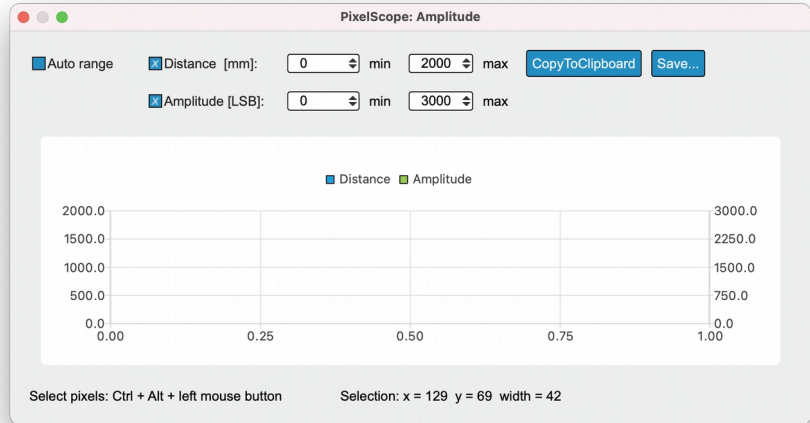 PixelScope: Amplitude
Auto range X Distance [mm]: 0 min 2000 max CopyToClipboard Save...
X Amplitude [LSB]: 0 min 3000 max
Distance Amplitude
2000.0 3000.0
1500.0 2250.0
1000.0 1500.0
500.0 750.0
0.0 0.0
0.00 0.25 0.50 0.75 1.00
Select pixels: Ctrl + Alt + left mouse button Selection: x = 129 y = 69 width = 42